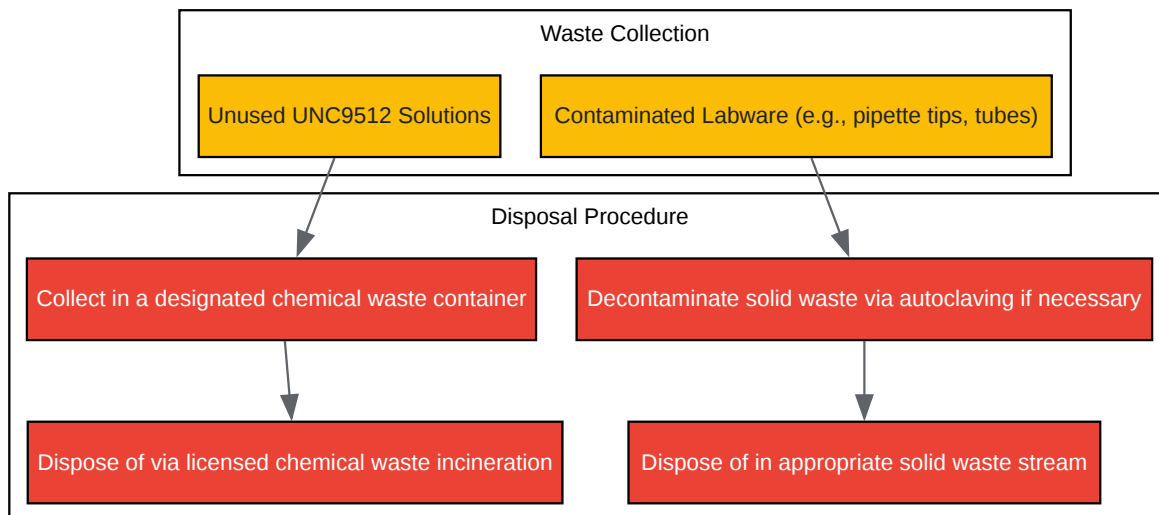 Waste Collection
Unused UNC9512 Solutions
Contaminated Labware (e.g., pipette tips, tubes)
Disposal Procedure
Collect in a designated chemical waste container
Decontaminate solid waste via autoclaving if necessary
Dispose of via licensed chemical waste incineration
Dispose of in appropriate solid waste stream